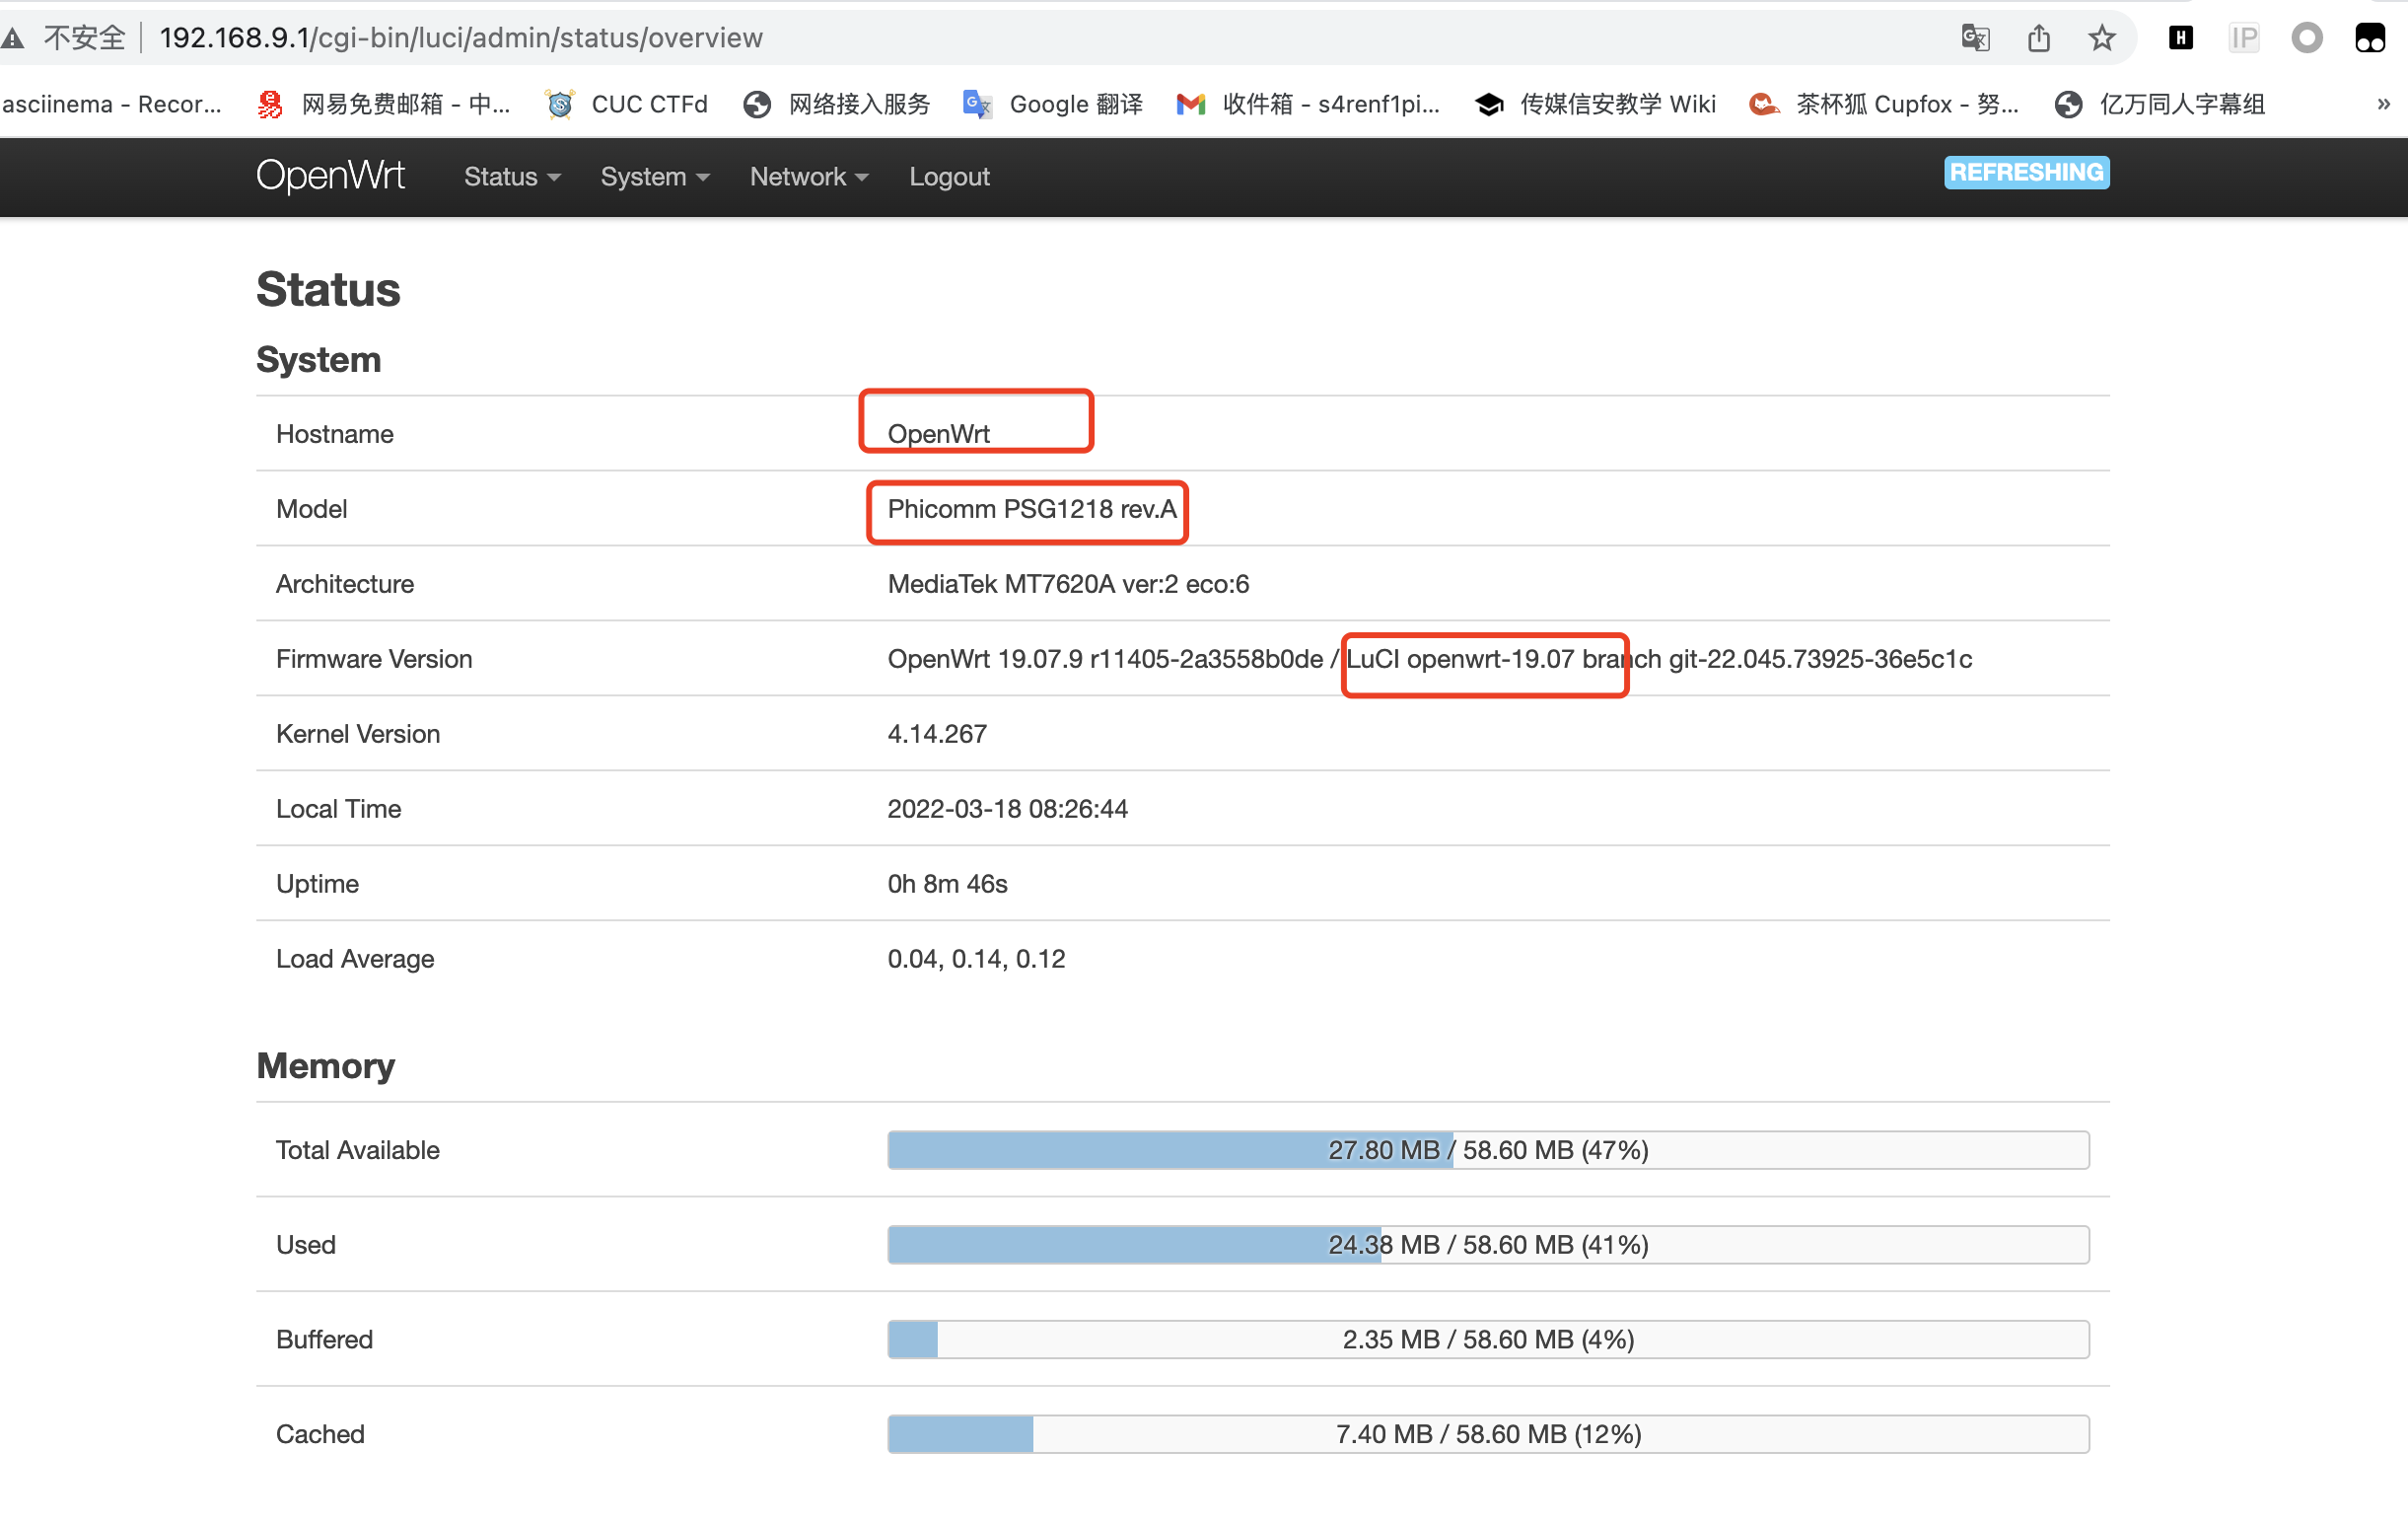 不安全 192.168.9.1/cgi-bin/luci/admin/status/overview
asciinema - Recor... 网易免费邮箱 - 中... CUC CTFd 网络接入服务 Google 翻译 收件箱 - s4renf1pi... 传媒信安教学 Wiki 茶杯狐 Cupfox - 努... 亿万同人字幕组 »
OpenWrt Status System Network Logout REFRESHING
Status
System
Hostname OpenWrt
Model Phicomm PSG1218 rev.A
Architecture MediaTek MT7620A ver:2 eco:6
Firmware Version OpenWrt 19.07.9 r11405-2a3558b0de / LuCI openwrt-19.07 branch git-22.045.73925-36e5c1c
Kernel Version 4.14.267
Local Time 2022-03-18 08:26:44
Uptime 0h 8m 46s
Load Average 0.04, 0.14, 0.12
Memory
Total Available 27.80 MB / 58.60 MB (47%)
Used 24.38 MB / 58.60 MB (41%)
Buffered 2.35 MB / 58.60 MB (4%)
Cached 7.40 MB / 58.60 MB (12%)